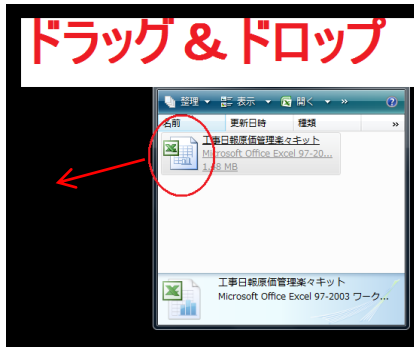 ドラッグ＆ドロップ
整理 表示 開く »
名前 更新日時 種類 »
工事日報原価管理楽々キット
Microsoft Office Excel 97-20...
1.68 MB
工事日報原価管理楽々キット
Microsoft Office Excel 97-2003 ワーク...